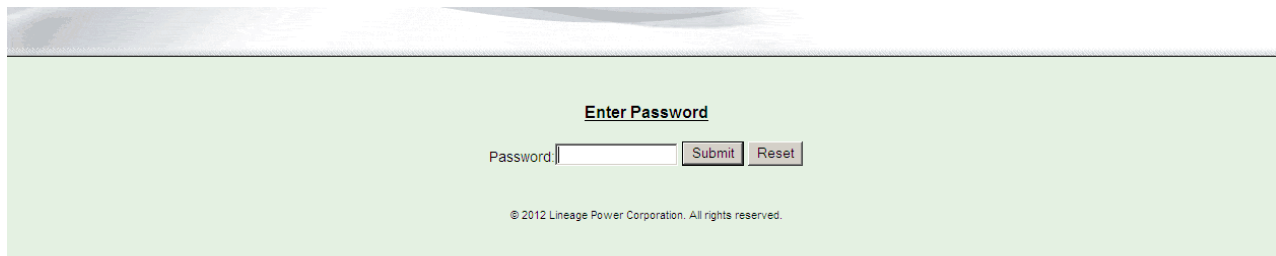 Enter Password
Password: Submit Reset
© 2012 Lineage Power Corporation. All rights reserved.